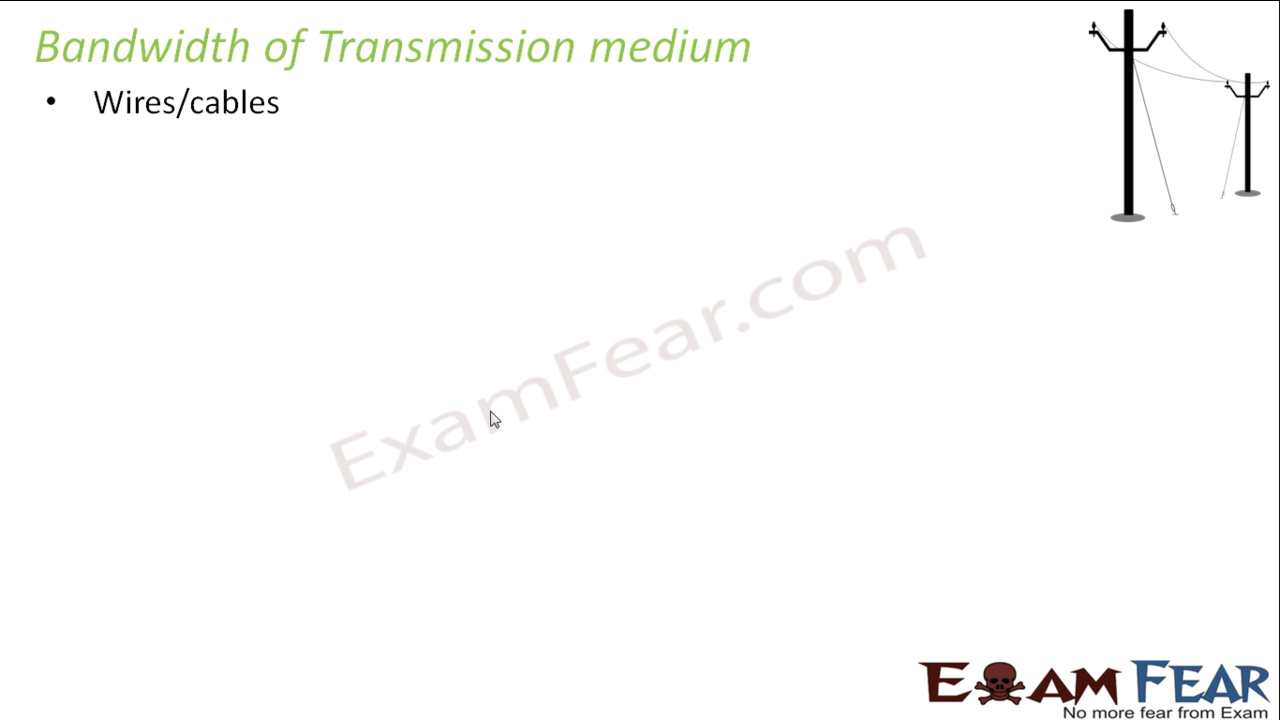 Bandwidth of Transmission medium
• Wires/cables
ExamFear.com
EXAM FEAR
No more fear from Exam